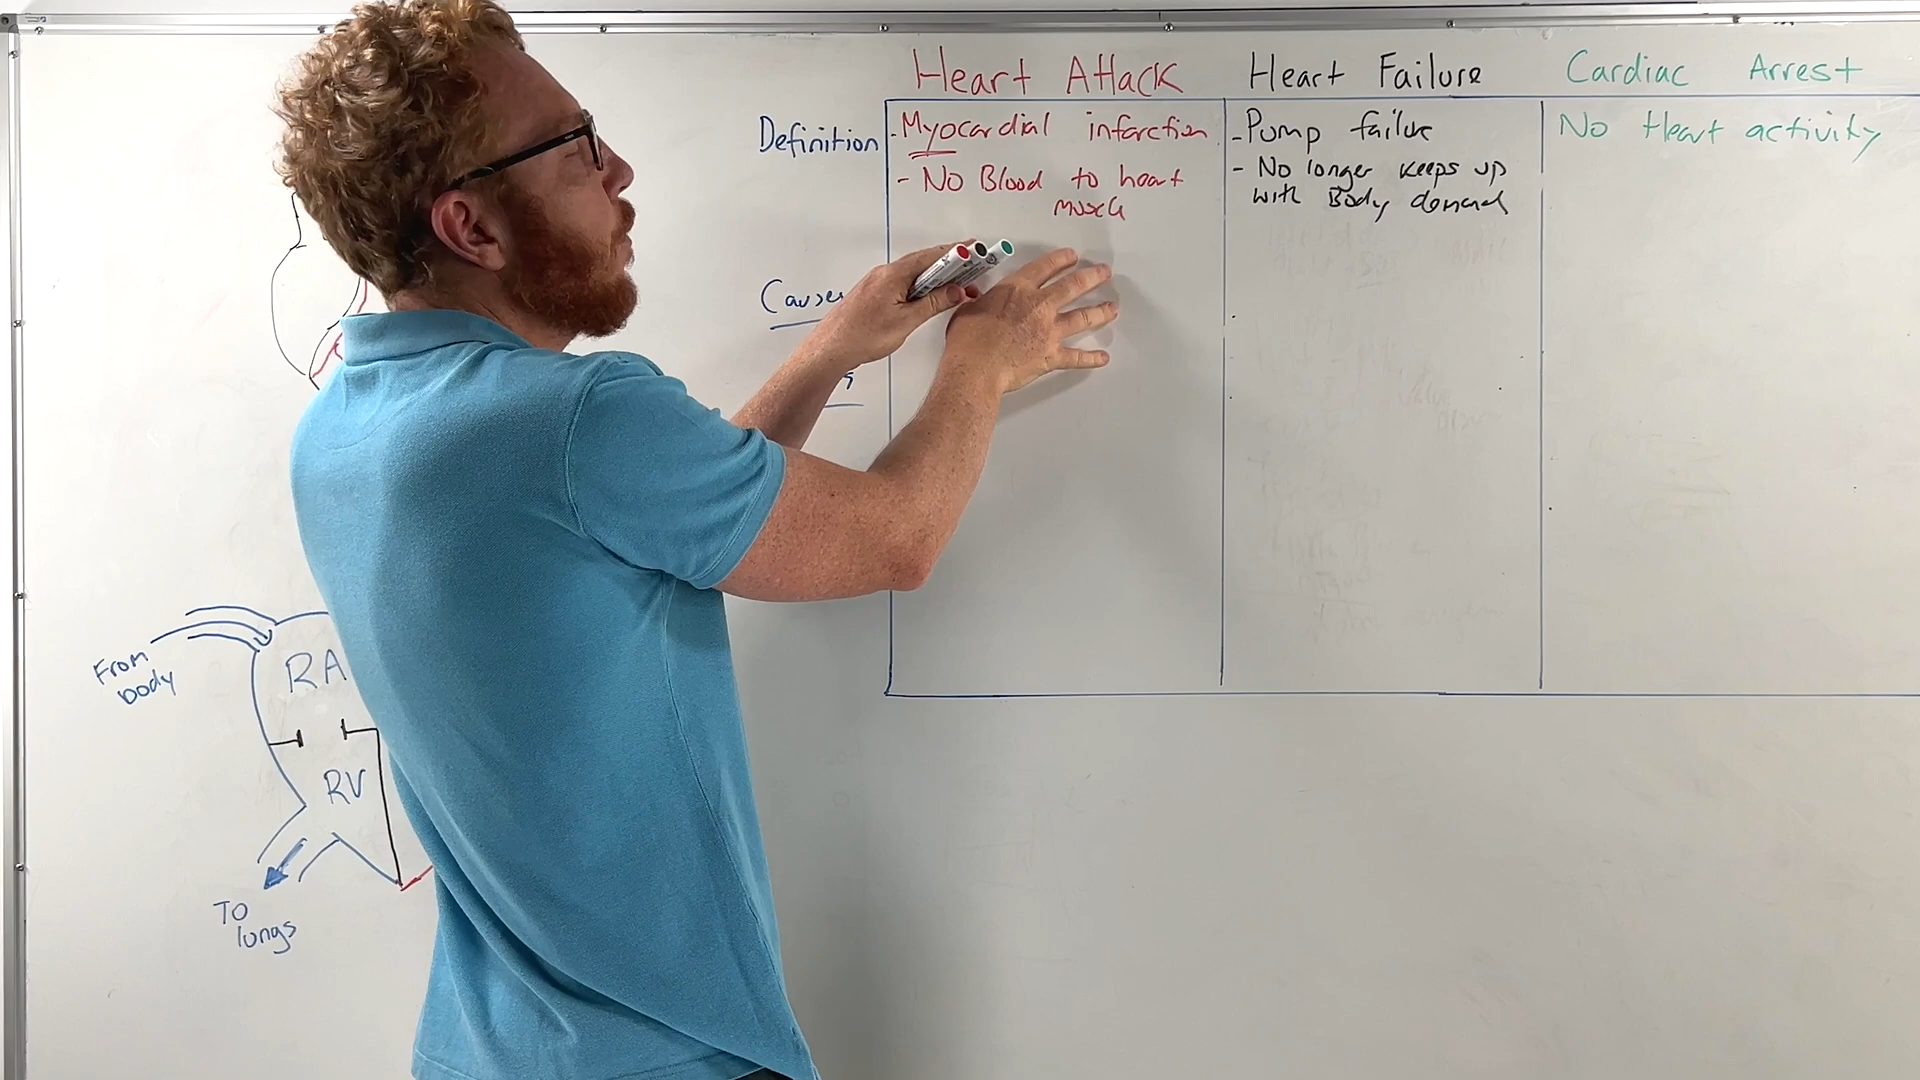 Heart Attack
Heart Failure
Cardiac Arrest
Definition
- Myocardial infarction
- No Blood to heart
muscle
- Pump failure
- No longer keeps up
with Body demand
No Heart activity
Causes
From
body
RA
RV
To
lungs